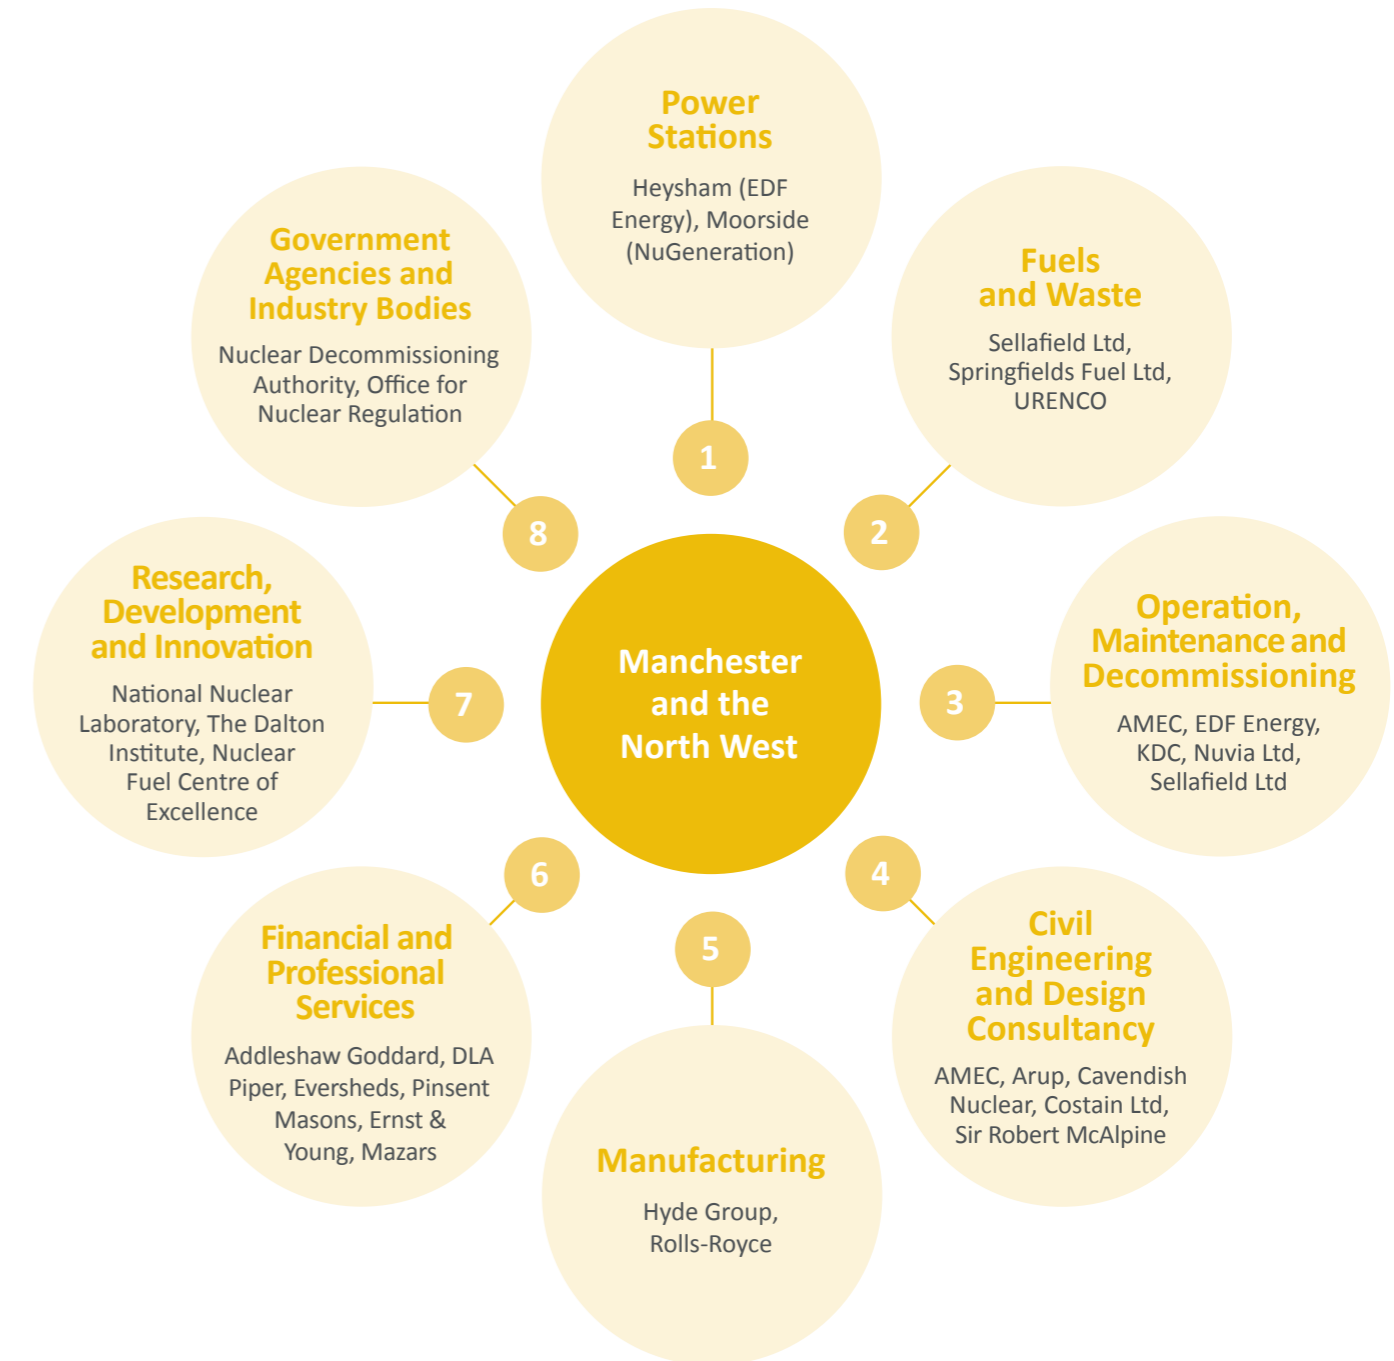 Power
Stations
Heysham (EDF
Energy), Moorside
(NuGeneration)
1
Fuels
and Waste
Sellafield Ltd,
Springfields Fuel Ltd,
URENCO
2
Operation,
Maintenance and
Decommissioning
AMEC, EDF Energy,
KDC, Nuvia Ltd,
Sellafield Ltd
3
Civil
Engineering
and Design
Consultancy
AMEC, Arup, Cavendish
Nuclear, Costain Ltd,
Sir Robert McAlpine
4
Manufacturing
Hyde Group,
Rolls-Royce
5
Financial and
Professional
Services
Addleshaw Goddard, DLA
Piper, Eversheds, Pinsent
Masons, Ernst &
Young, Mazars
6
Research,
Development
and Innovation
National Nuclear
Laboratory, The Dalton
Institute, Nuclear
Fuel Centre of
Excellence
7
Government
Agencies and
Industry Bodies
Nuclear Decommissioning
Authority, Office for
Nuclear Regulation
8
Manchester
and the
North West